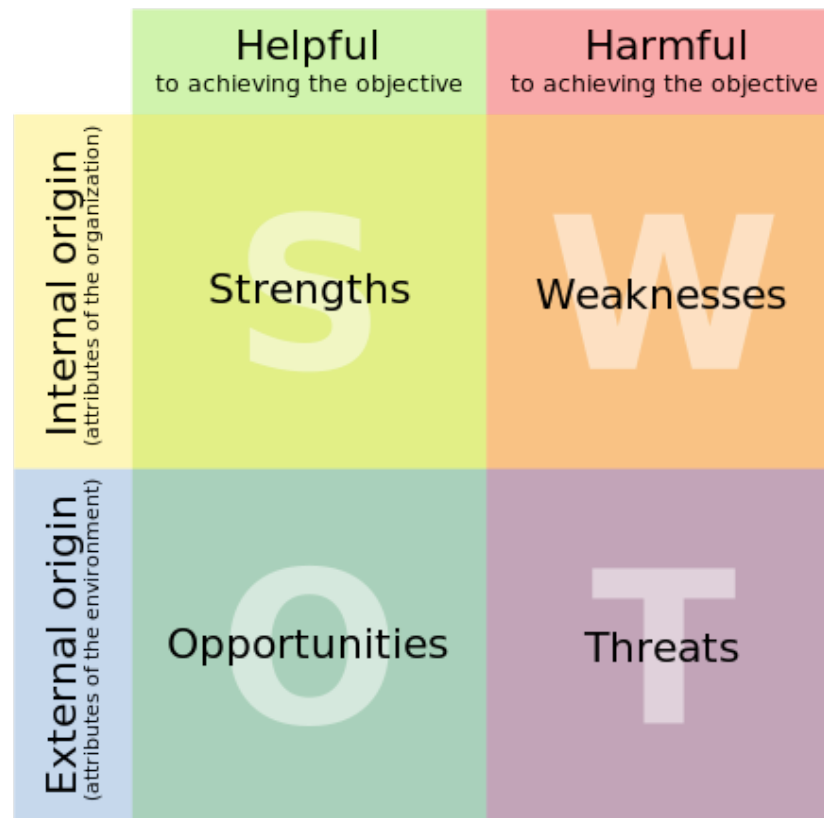 Helpful
to achieving the objective
Harmful
to achieving the objective
Internal origin
(attributes of the organization)
S
Strengths
W
Weaknesses
External origin
(attributes of the environment)
O
Opportunities
T
Threats